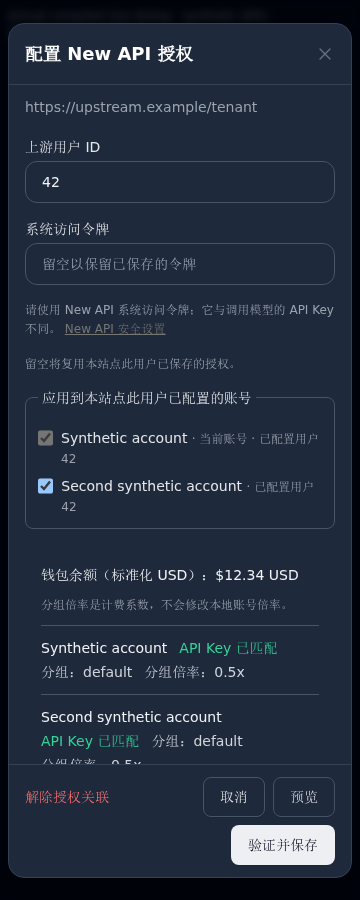 配置 New API 授权
https://upstream.example/tenant
上游用户 ID
42
系统访问令牌
留空以保留已保存的令牌
请使用 New API 系统访问令牌；它与调用模型的 API Key
不同。 New API 安全设置
留空将复用本站点此用户已保存的授权。
应用到本站点此用户已配置的账号
Synthetic account · 当前账号 · 已配置用户
42
Second synthetic account · 已配置用户
42
钱包余额（标准化 USD）：$12.34 USD
分组倍率是计费系数，不会修改本地账号倍率。
Synthetic account API Key 已匹配
分组：default 分组倍率：0.5x
Second synthetic account
API Key 已匹配 分组：default
分组倍率：0.5x
解除授权关联 取消 预览
验证并保存